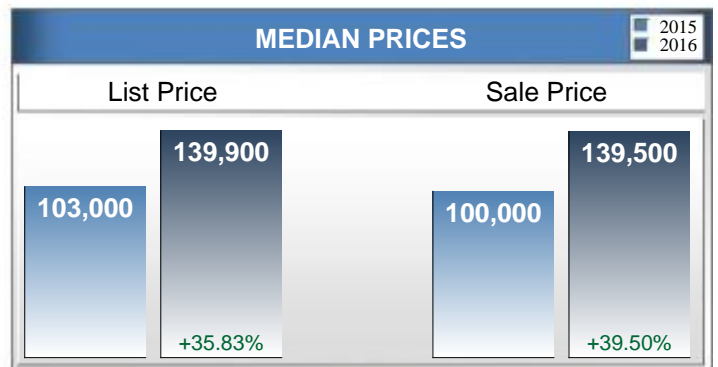 MEDIAN PRICES
2015
2016
List Price
Sale Price
103,000
139,900
+35.83%
100,000
139,500
+39.50%